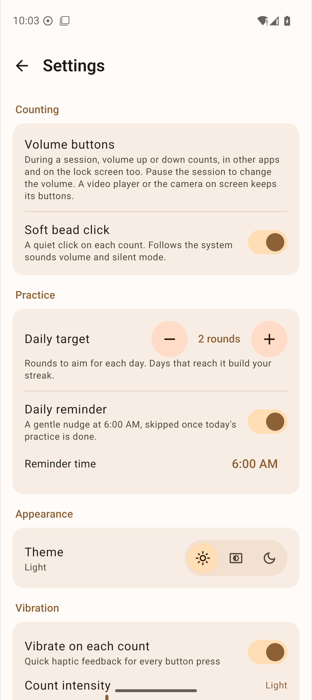 10:03
Settings
Counting
Volume buttons
During a session, volume up or down counts, in other apps
and on the lock screen too. Pause the session to change
the volume. A video player or the camera on screen keeps
its buttons.
Soft bead click
A quiet click on each count. Follows the system
sounds volume and silent mode.
Practice
Daily target
2 rounds
Rounds to aim for each day. Days that reach it build your
streak.
Daily reminder
A gentle nudge at 6:00 AM, skipped once today's
practice is done.
Reminder time 6:00 AM
Appearance
Theme
Light
Vibration
Vibrate on each count
Quick haptic feedback for every button press
Count intensity Light